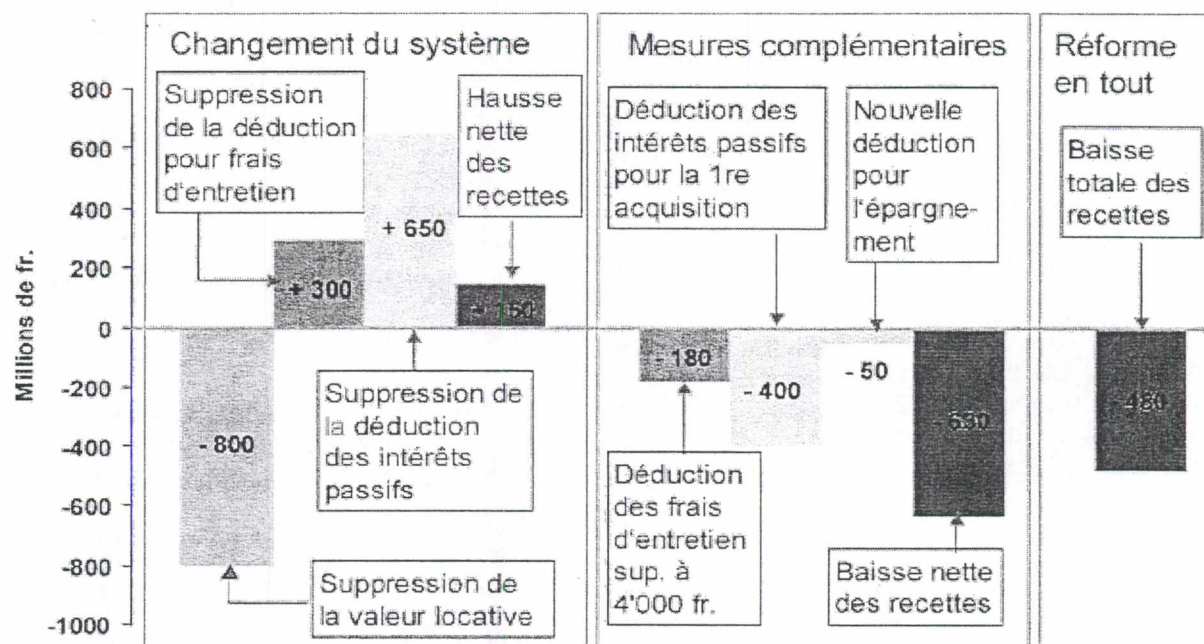 Changement du système
Mesures complémentaires
Réforme
en tout
Millions de fr.
800
600
400
200
0
-200
-400
-600
-800
-1000
Suppression
de la déduction
pour frais
d'entretien
Hausse
nette
des
recettes
+ 650
+ 300
+ 150
- 800
Suppression de
la déduction
des intérêts
passifs
Suppression de
la valeur locative
Déduction des
intérêts passifs
pour la 1re
acquisition
Nouvelle
déduction
pour
l'épargne-
ment
- 180
- 400
- 50
- 630
Déduction
des frais
d'entretien
sup. à
4'000 fr.
Baisse nette
des recettes
Baisse
totale des
recettes
- 480